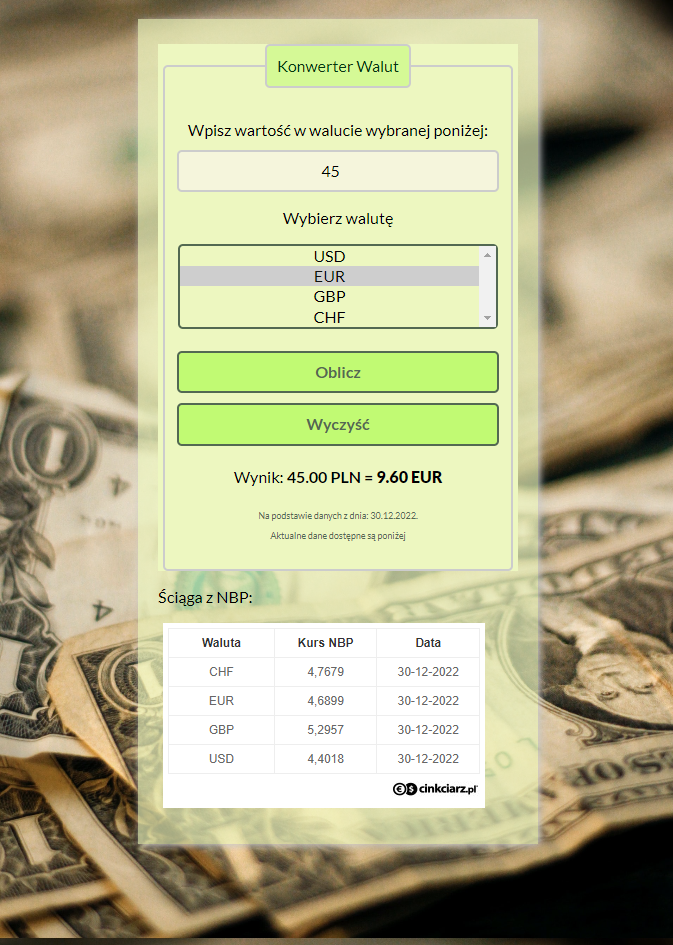 Konwerter Walut
Wpisz wartość w walucie wybranej poniżej:
45
Wybierz walutę
USD
EUR
GBP
CHF
Oblicz
Wyczyść
Wynik: 45.00 PLN = 9.60 EUR
Na podstawie danych z dnia: 30.12.2022.
Aktualne dane dostępne są poniżej
Ściąga z NBP:
Waluta Kurs NBP Data
CHF 4,7679 30-12-2022
EUR 4,6899 30-12-2022
GBP 5,2957 30-12-2022
USD 4,4018 30-12-2022
cinkciarz.pl